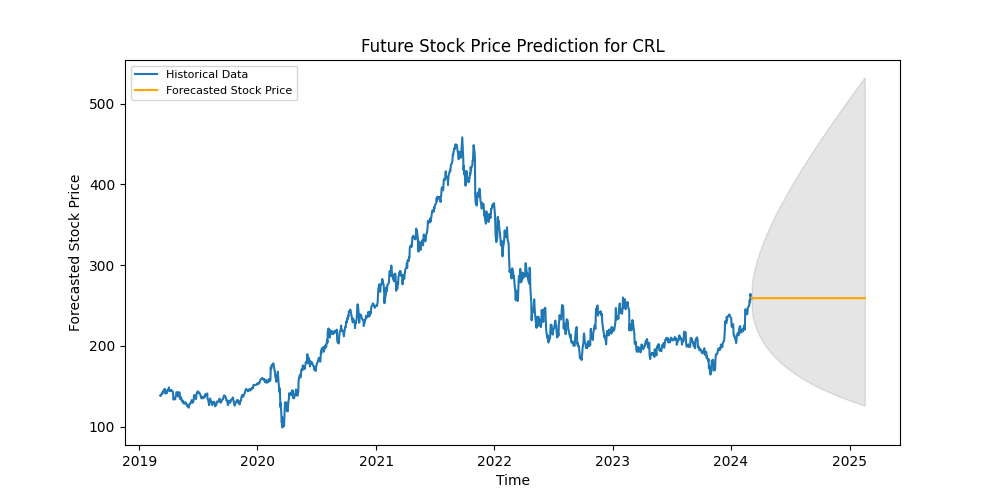 Future Stock Price Prediction for CRL
Historical Data
Forecasted Stock Price
500
400
300
200
100
Forecasted Stock Price
2019 2020 2021 2022 2023 2024 2025
Time